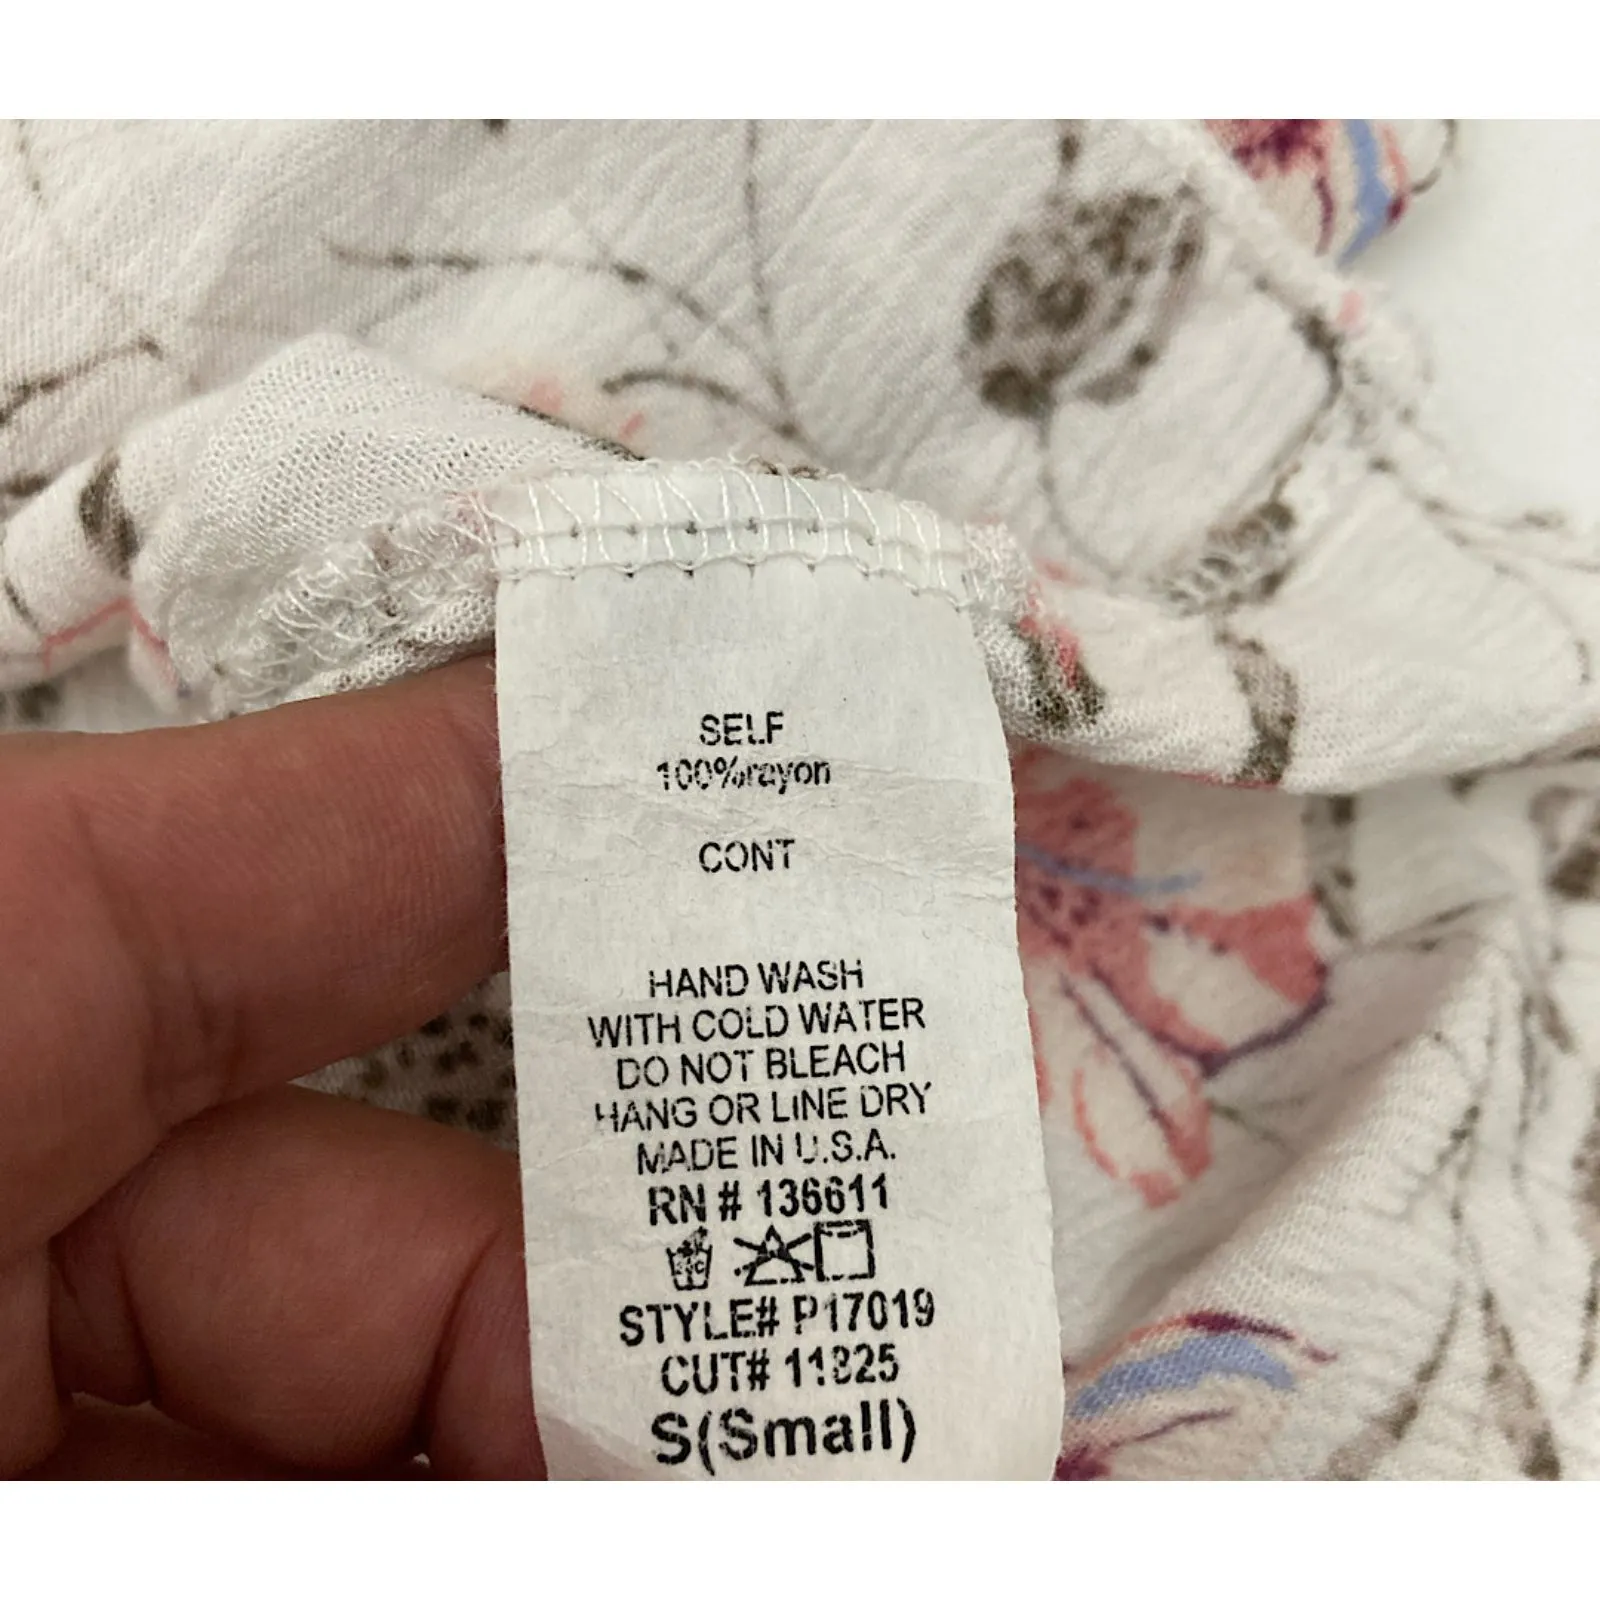 SELF
100%rayon
CONT
HAND WASH
WITH COLD WATER
DO NOT BLEACH
HANG OR LINE DRY
MADE IN U.S.A.
RN # 136611
STYLE# P17019
CUT#
S(Small)